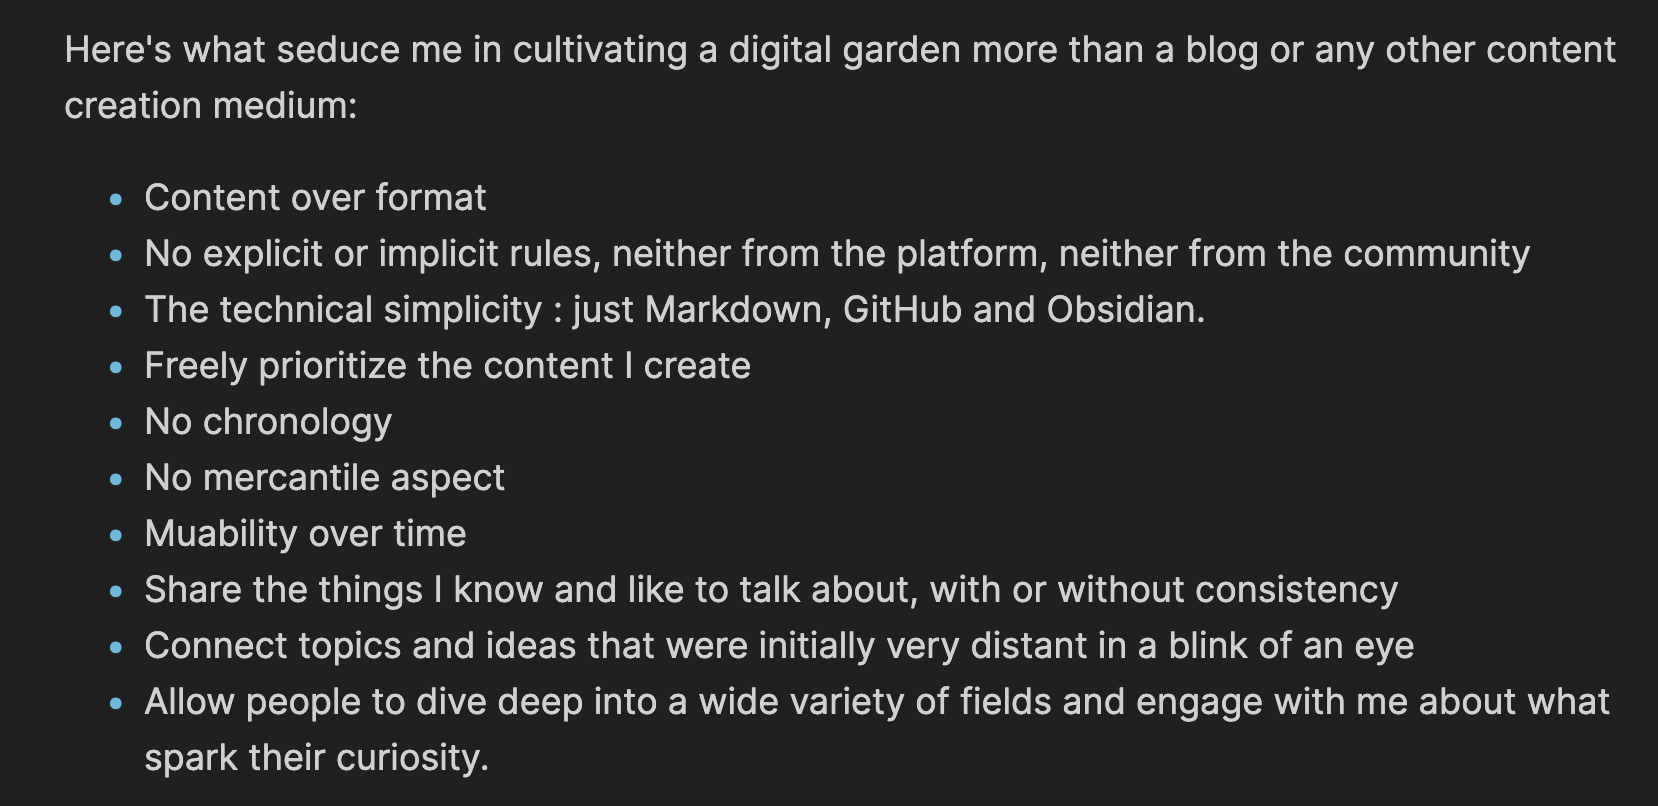 Here's what seduce me in cultivating a digital garden more than a blog or any other content
creation medium:
• Content over format
• No explicit or implicit rules, neither from the platform, neither from the community
• The technical simplicity : just Markdown, GitHub and Obsidian.
• Freely prioritize the content I create
• No chronology
• No mercantile aspect
• Muability over time
• Share the things I know and like to talk about, with or without consistency
• Connect topics and ideas that were initially very distant in a blink of an eye
• Allow people to dive deep into a wide variety of fields and engage with me about what
spark their curiosity.